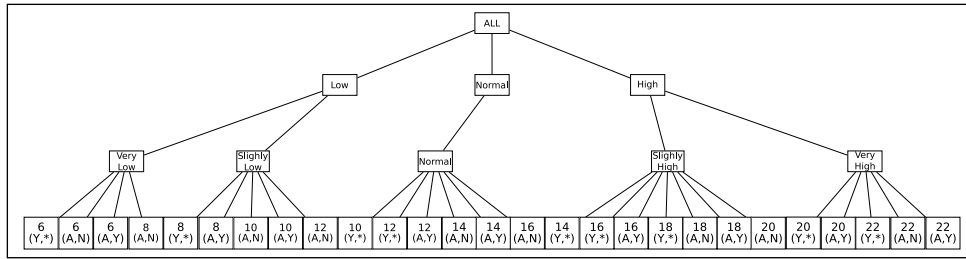 ALL
Low
Normal
High
Very
Low
Slighly
Low
Normal
Slighly
High
Very
High
6
(Y,*)
6
(A,N)
6
(A,Y)
8
(A,N)
8
(Y,*)
8
(A,Y)
10
(A,N)
10
(A,Y)
12
(A,N)
10
(Y,*)
12
(Y,*)
12
(A,Y)
14
(A,N)
14
(A,Y)
16
(A,N)
14
(Y,*)
16
(Y,*)
16
(A,Y)
18
(Y,*)
18
(A,N)
18
(A,Y)
20
(A,N)
20
(Y,*)
20
(A,Y)
22
(Y,*)
22
(A,N)
22
(A,Y)